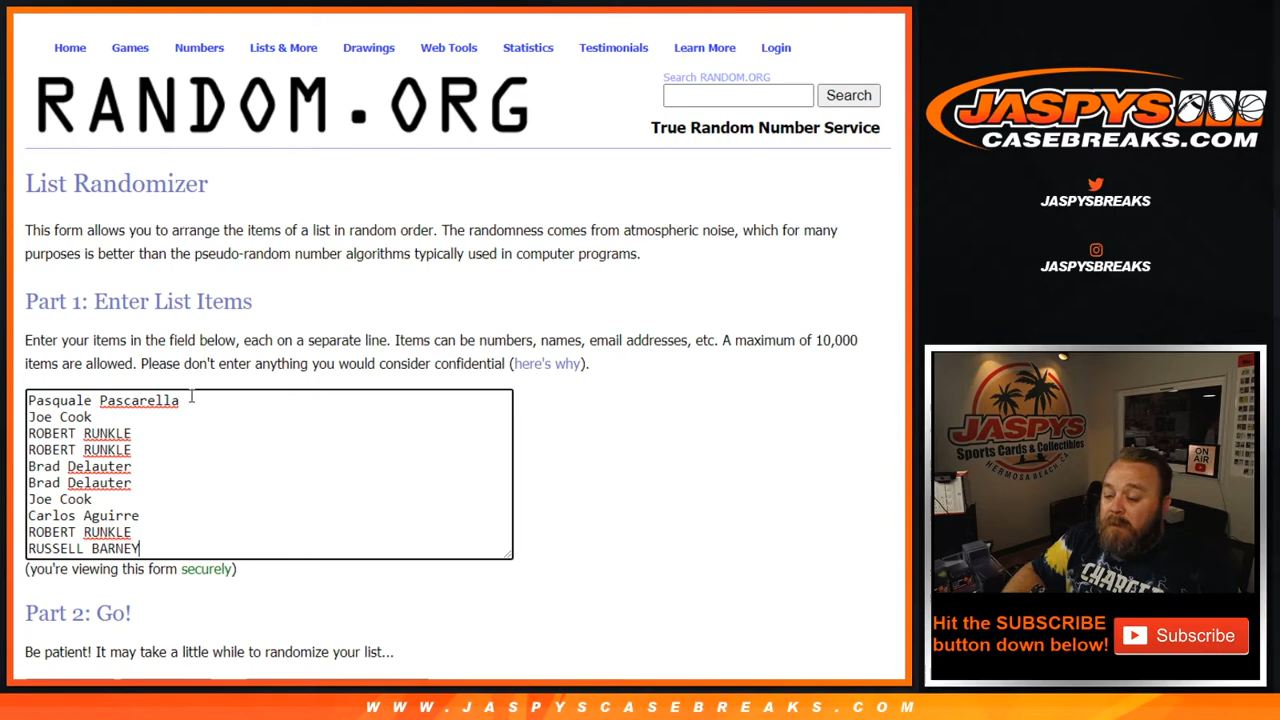 Home Games Numbers Lists & More Drawings Web Tools Statistics Testimonials Learn More Login
RANDOM.ORG
Search RANDOM.ORG
Search
True Random Number Service
List Randomizer
This form allows you to arrange the items of a list in random order. The randomness comes from atmospheric noise, which for many
purposes is better than the pseudo-random number algorithms typically used in computer programs.
Part 1: Enter List Items
Enter your items in the field below, each on a separate line. Items can be numbers, names, email addresses, etc. A maximum of 10,000
items are allowed. Please don't enter anything you would consider confidential (here's why).
Pasquale Pascarella
Joe Cook
ROBERT RUNKLE
ROBERT RUNKLE
Brad Delauter
Brad Delauter
Joe Cook
Carlos Aguirre
ROBERT RUNKLE
RUSSELL BARNEY
(you're viewing this form securely)
Part 2: Go!
Be patient! It may take a little while to randomize your list...
JASPYS
CASEBREAKS.COM
JASPYSBREAKS
JASPYSBREAKS
JASPY'S
Sports Cards & Collectibles
HERMOSA BEACH, CA
ON
AIR
Hit the SUBSCRIBE
button down below!
Subscribe
WWW.JASPYSCASEBREAKS.COM